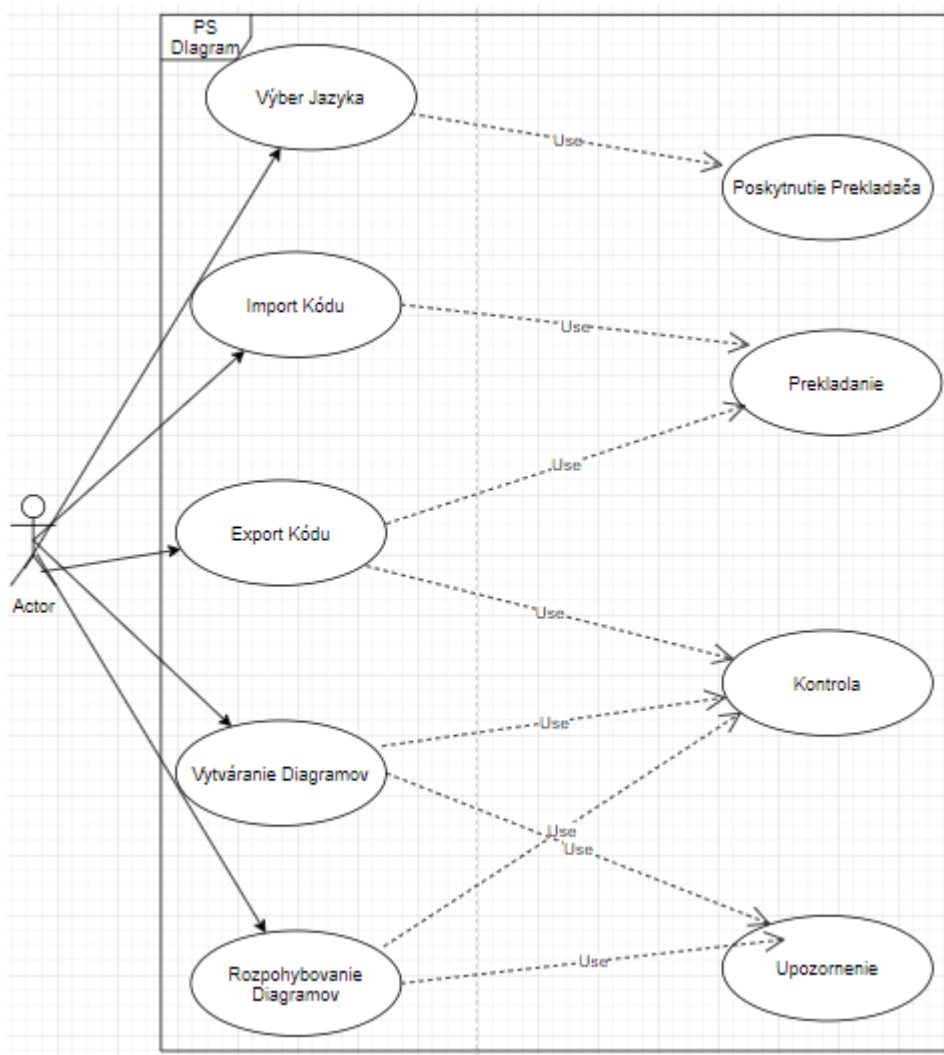 PS
DIagram
Výber Jazyka
Use
Poskytnutie Prekladača
Import Kódu
Use
Prekladanie
Use
Export Kódu
Actor
Use
Kontrola
Use
Vytváranie Diagramov
Use
Use
Rozpohybovanie
Diagramov
Use
Upozornenie